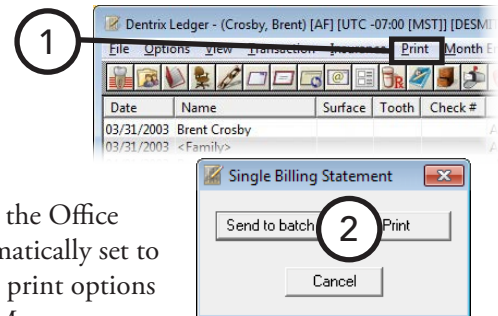 Dentrix Ledger - (Crosby, Brent) [AF] [UTC -07:00 [MST]] [DESM
1
File Options View Transaction Insurance Print Month E
Date Name Surface Tooth Check #
03/31/2003 Brent Crosby
03/31/2003 <Family>
Single Billing Statement
the Office
Send to batch 2 Print
matically set to
print options
Cancel